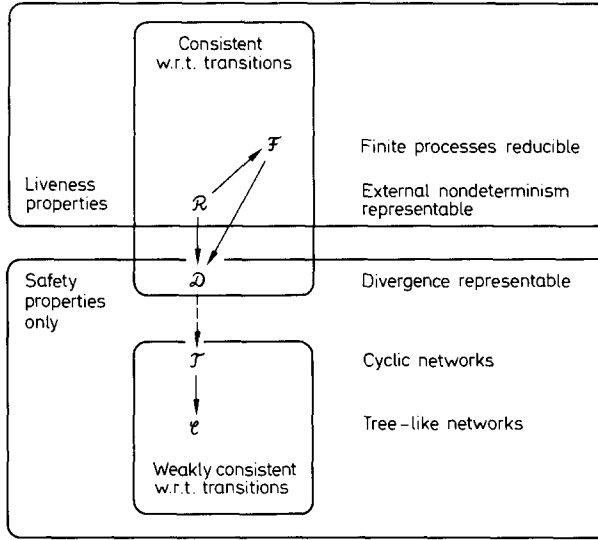 Consistent
w.r.t. transitions
ℱ
Finite processes reducible
Liveness
properties
ℛ
External nondeterminism
representable
Safety
properties
only
𝒟
Divergence representable
𝒯
Cyclic networks
𝒞
Tree-like networks
Weakly consistent
w.r.t. transitions